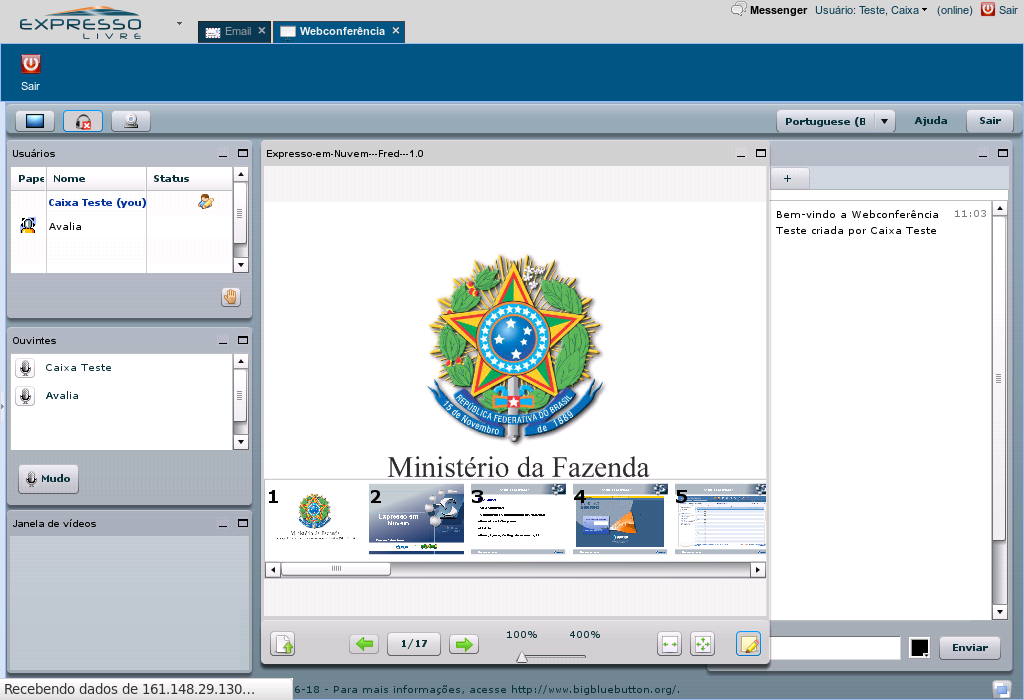 EXPRESSO
LIVRE
Email
Webconferência
Messenger
Usuário: Teste, Caixa
(online)
Sair
Sair
Portuguese (B
Ajuda
Sair
Usuários
Pape Nome Status
Caixa Teste (you)
Avalia
Ouvintes
Caixa Teste
Avalia
Mudo
Janela de vídeos
Expresso-em-Nuvem---Fred---1.0
REPÚBLICA FEDERATIVA DO BRASIL
15 de Novembro de 1889
Ministério da Fazenda
1
Ministério da Fazenda
2
Expresso em
Nuvem
3
4
5
1/17
100%
400%
+
Bem-vindo a Webconferência 11:03
Teste criada por Caixa Teste
Enviar
Recebendo dados de 161.148.29.130...
6-18 - Para mais informações, acesse http://www.bigbluebutton.org/.